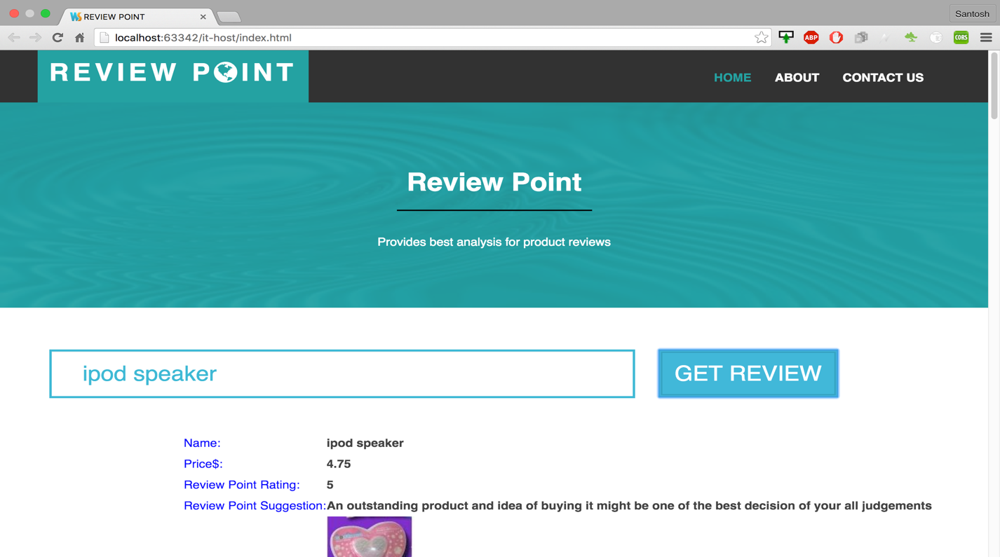 REVIEW POINT
Santosh
localhost:63342/it-host/index.html
ABP
CORS
REVIEW POINT
HOME ABOUT CONTACT US
Review Point
Provides best analysis for product reviews
ipod speaker
GET REVIEW
Name: ipod speaker
Price$: 4.75
Review Point Rating: 5
Review Point Suggestion:An outstanding product and idea of buying it might be one of the best decision of your all judgements